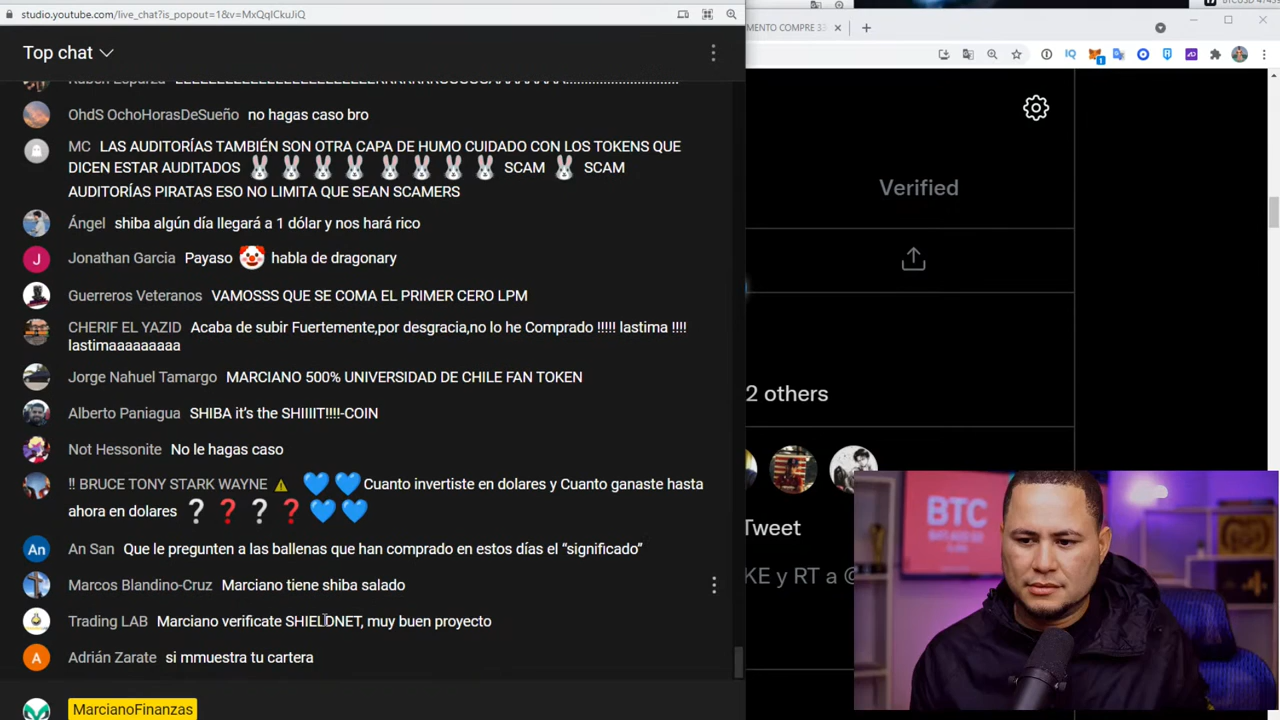 studio.youtube.com/live_chat?is_popout=1&v=MxQqICkuJiQ
MENTO COMPRE 33
Top chat
OhdS OchoHorasDeSueño no hagas caso bro
MC LAS AUDITORÍAS TAMBIÉN SON OTRA CAPA DE HUMO CUIDADO CON LOS TOKENS QUE
DICEN ESTAR AUDITADOS 🐰 🐰 🐰 🐰 🐰 🐰 🐰 🐰 SCAM 🐰 SCAM
AUDITORÍAS PIRATAS ESO NO LIMITA QUE SEAN SCAMERS
Ángel shiba algún día llegará a 1 dólar y nos hará rico
Jonathan Garcia Payaso 🤡 habla de dragonary
Guerreros Veteranos VAMOSSS QUE SE COMA EL PRIMER CERO LPM
CHERIF EL YAZID Acaba de subir Fuertemente,por desgracia,no lo he Comprado !!!!! lastima !!!!
lastimaaaaaaaaa
Jorge Nahuel Tamargo MARCIANO 500% UNIVERSIDAD DE CHILE FAN TOKEN
Alberto Paniagua SHIBA it's the SHIIIIT!!!!-COIN
Not Hessonite No le hagas caso
!! BRUCE TONY STARK WAYNE ⚠️ 💙 💙 Cuanto invertiste en dolares y Cuanto ganaste hasta
ahora en dolares ❔ ❓ ❔ ❓ 💙 💙
An San Que le pregunten a las ballenas que han comprado en estos días el “significado”
Marcos Blandino-Cruz Marciano tiene shiba salado
Trading LAB Marciano verificate SHIELDNET, muy buen proyecto
Adrián Zarate si mmuestra tu cartera
MarcianoFinanzas
Verified
2 others
Tweet
KE y RT a @
BTC